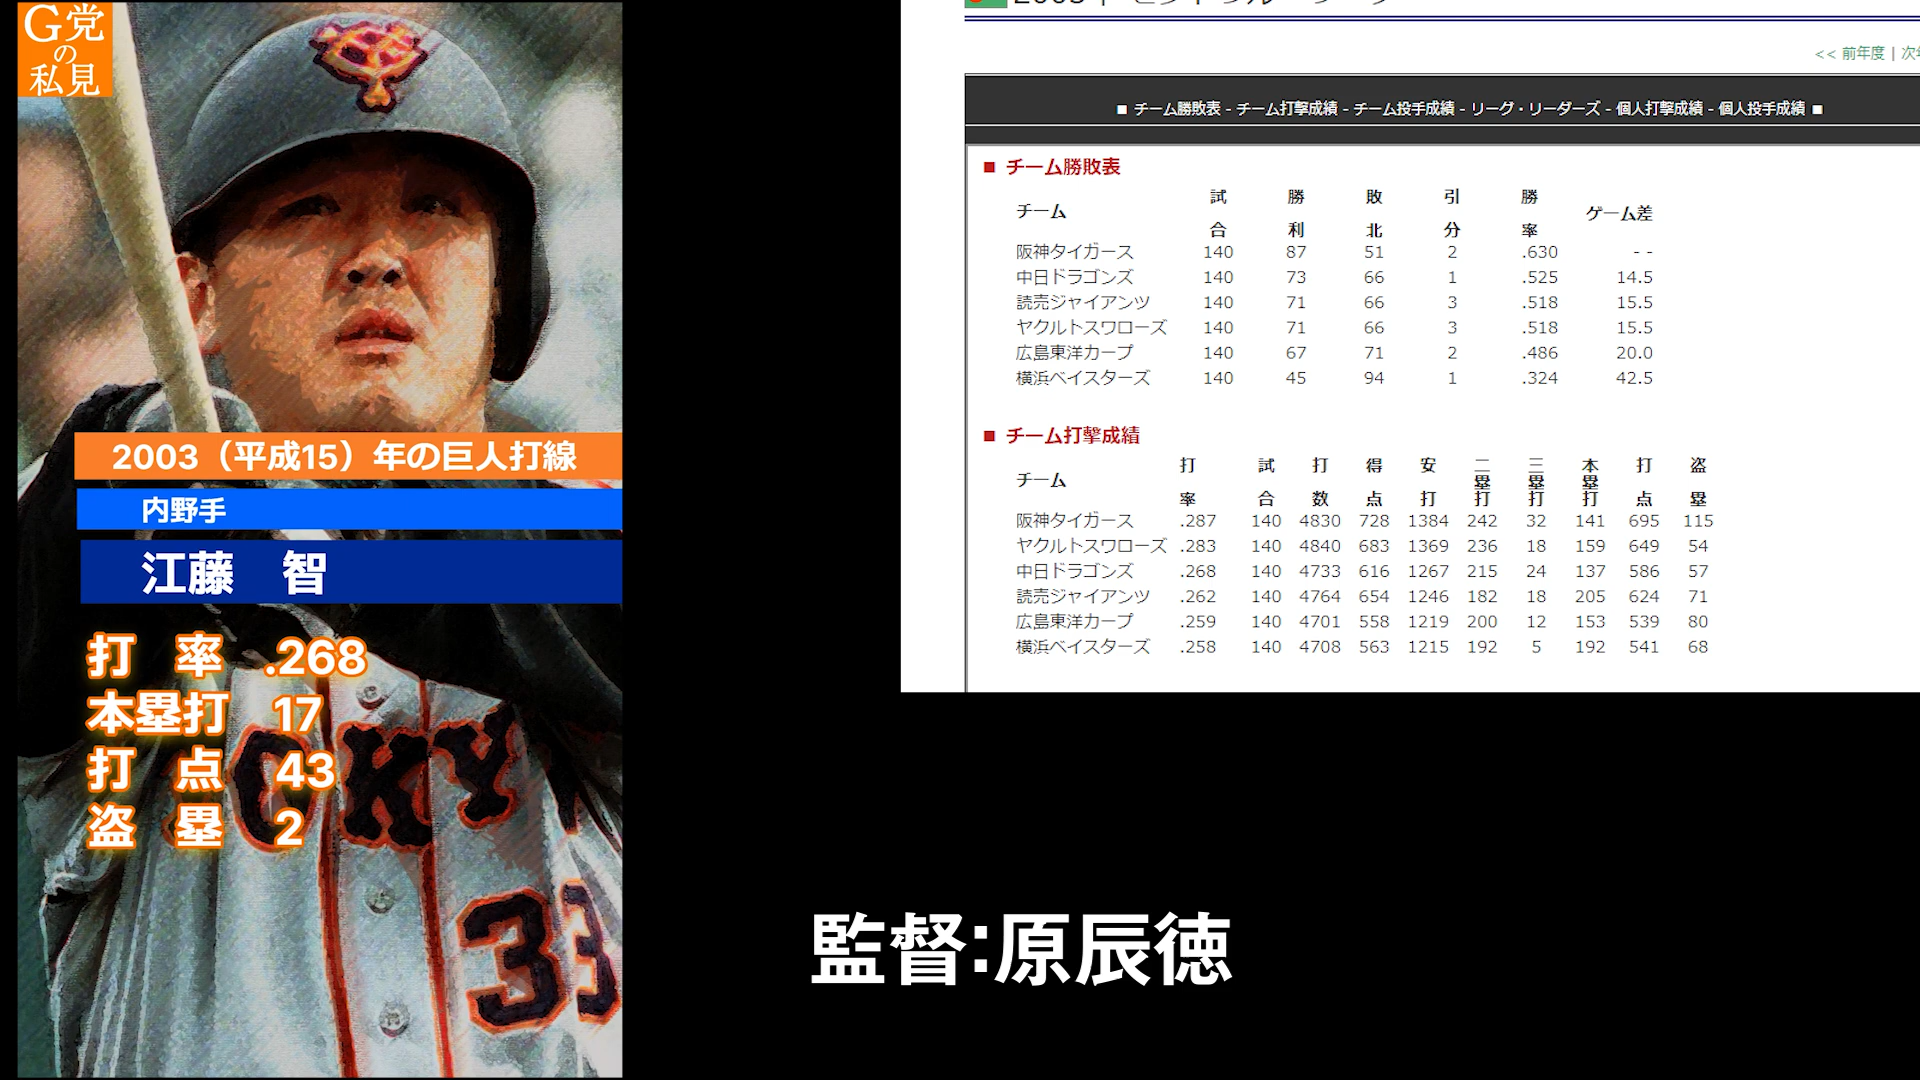 G党
の
私見
2003（平成15）年の巨人打線
内野手
江藤 智
打 率 .268
本塁打 17
打 点 43
盗 塁 2
CKY
33
<< 前年度 |
■ チーム勝敗表 - チーム打撃成績 - チーム投手成績 - リーグ・リーダーズ - 個人打撃成績 - 個人投手成績 ■
■ チーム勝敗表
チーム 試合 勝利 敗北 引分 勝率 ゲーム差
阪神タイガース 140 87 51 2 .630 - -
中日ドラゴンズ 140 73 66 1 .525 14.5
読売ジャイアンツ 140 71 66 3 .518 15.5
ヤクルトスワローズ 140 71 66 3 .518 15.5
広島東洋カープ 140 67 71 2 .486 20.0
横浜ベイスターズ 140 45 94 1 .324 42.5
■ チーム打撃成績
チーム 打率 試合 打数 得点 安打 二塁打 三塁打 本塁打 打点 盗塁
阪神タイガース .287 140 4830 728 1384 242 32 141 695 115
ヤクルトスワローズ .283 140 4840 683 1369 236 18 159 649 54
中日ドラゴンズ .268 140 4733 616 1267 215 24 137 586 57
読売ジャイアンツ .262 140 4764 654 1246 182 18 205 624 71
広島東洋カープ .259 140 4701 558 1219 200 12 153 539 80
横浜ベイスターズ .258 140 4708 563 1215 192 5 192 541 68
監督:原辰徳